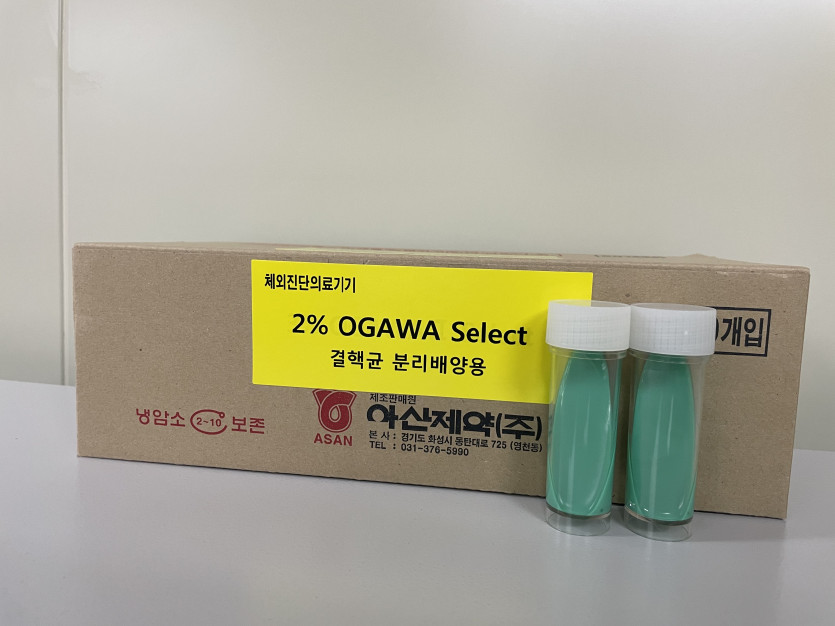 체외진단의료기기
2% OGAWA Select
결핵균 분리배양용
개입
냉암소 2~10° 보존
ASAN
제조판매원
아산제약(주)
본 사 : 경기도 화성시 동탄대로 725 (영천동)
TEL : 031-376-5990